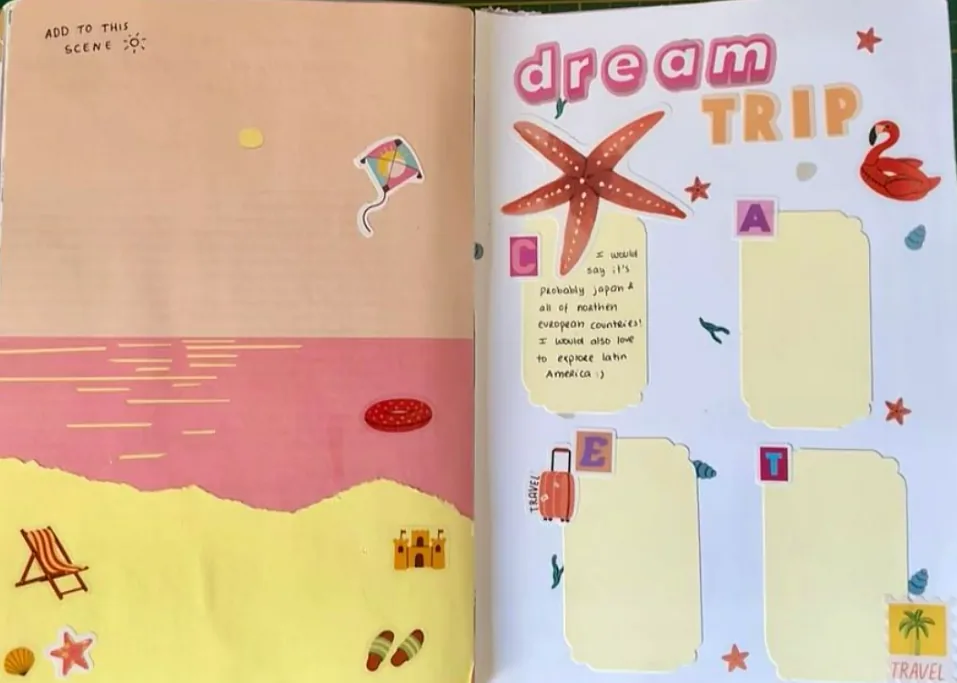 ADD TO THIS
SCENE
dream
TRIP
C
I would
say it's
probably japan &
all of northen
european countries!
I would also love
to explore latin
America :)
A
TRAVEL
E
T
TRAVEL